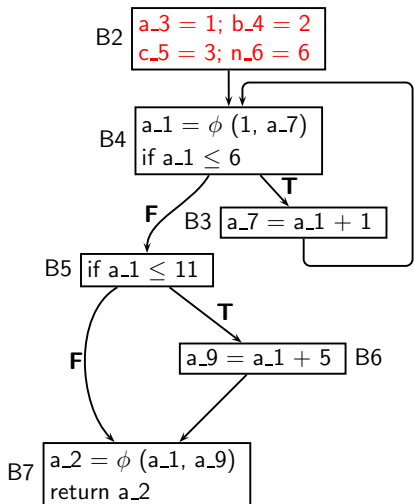 B2
a_3 = 1; b_4 = 2
c_5 = 3; n_6 = 6
B4
a_1 = ϕ (1, a_7)
if a_1 ≤ 6
F
T
B3
a_7 = a_1 + 1
B5
if a_1 ≤ 11
F
T
a_9 = a_1 + 5
B6
B7
a_2 = ϕ (a_1, a_9)
return a_2